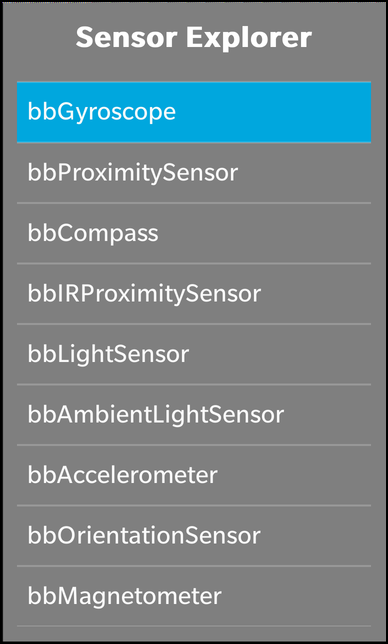 Sensor Explorer
bbGyroscope
bbProximitySensor
bbCompass
bbIRProximitySensor
bbLightSensor
bbAmbientLightSensor
bbAccelerometer
bbOrientationSensor
bbMagnetometer